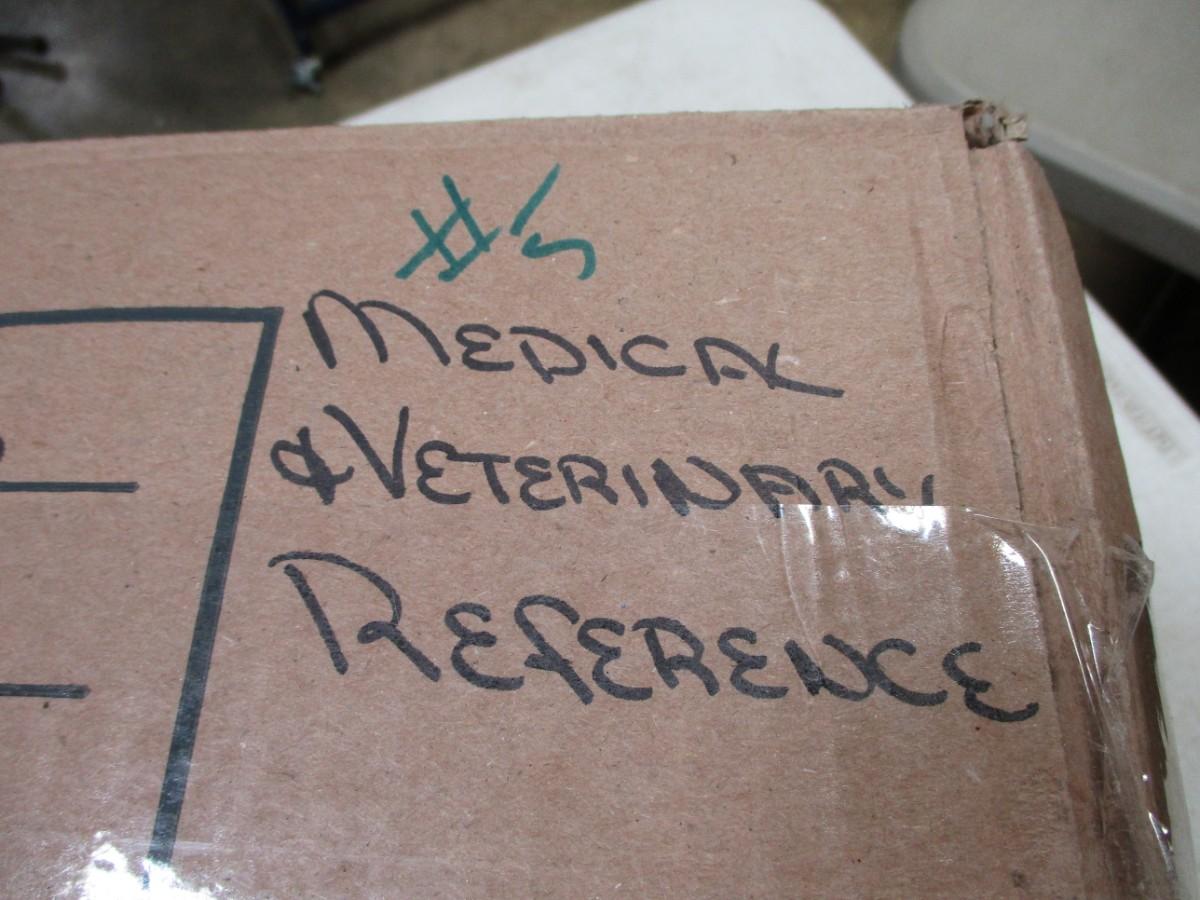 #5
MEDICAL
& VETERINARY
REFERENCE